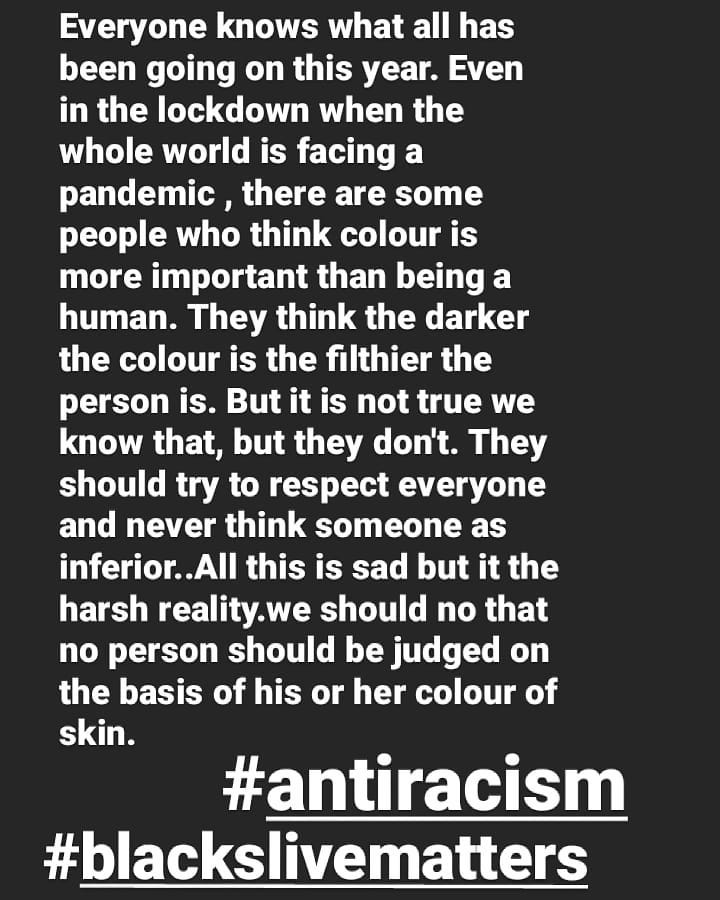 Everyone knows what all has
been going on this year. Even
in the lockdown when the
whole world is facing a
pandemic , there are some
people who think colour is
more important than being a
human. They think the darker
the colour is the filthier the
person is. But it is not true we
know that, but they don't. They
should try to respect everyone
and never think someone as
inferior..All this is sad but it the
harsh reality.we should no that
no person should be judged on
the basis of his or her colour of
skin.
#antiracism
#blackslivematters